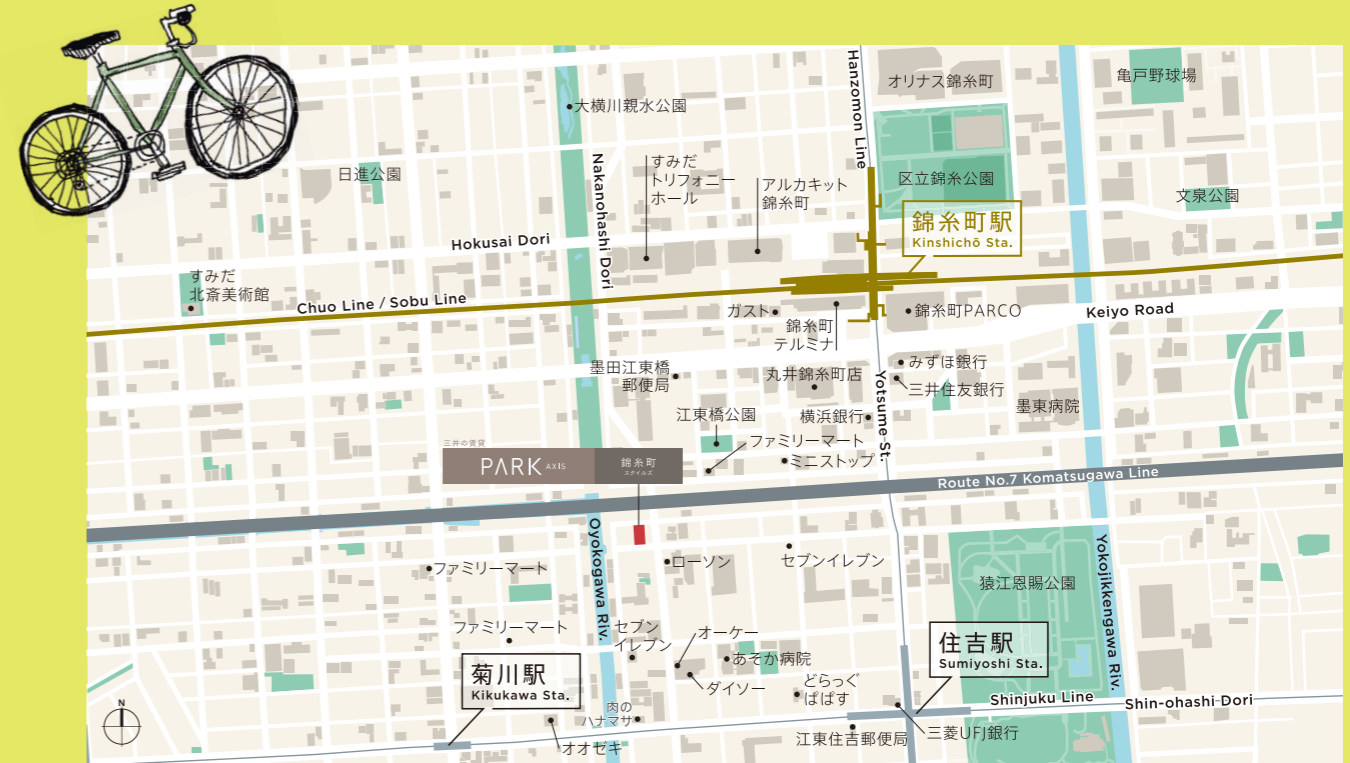 Hanzomon Line
オリナス錦糸町
亀戸野球場
大横川親水公園
日進公園
Nakanohashi Dori
すみだ
トリフォニー
ホール
アルカキット
錦糸町
区立錦糸公園
文泉公園
錦糸町駅
Kinshichō Sta.
Hokusai Dori
すみだ
北斎美術館
Chuo Line / Sobu Line
ガスト
錦糸町
テルミナ
錦糸町PARCO
Keiyo Road
墨田江東橋
郵便局
丸井錦糸町店
Yotsume St.
みずほ銀行
三井住友銀行
墨東病院
江東橋公園
横浜銀行
ファミリーマート
ミニストップ
三井の賃貸
PARK AXIS
錦糸町
スタイルズ
Route No.7 Komatsugawa Line
Oyokogawa Riv.
ファミリーマート
ローソン
セブンイレブン
猿江恩賜公園
Yokojikkengawa Riv.
ファミリーマート
セブン
イレブン
オーケー
あそか病院
ダイソー
どらっぐ
ぱぱす
住吉駅
Sumiyoshi Sta.
菊川駅
Kikukawa Sta.
肉の
ハナマサ
オオゼキ
江東住吉郵便局
三菱UFJ銀行
Shinjuku Line
Shin-ohashi Dori
N